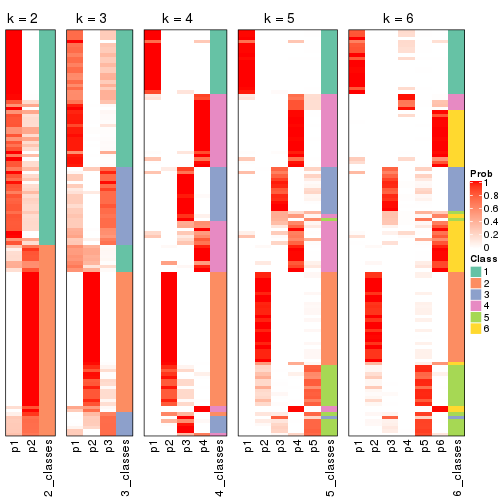 k = 2
k = 3
k = 4
k = 5
k = 6
p1
p2
2_classes
p1
p2
p3
3_classes
p1
p2
p3
p4
4_classes
p1
p2
p3
p4
p5
5_classes
p1
p2
p3
p4
p5
p6
6_classes
Prob
1
0.8
0.6
0.4
0.2
0
Class
1
2
3
4
5
6